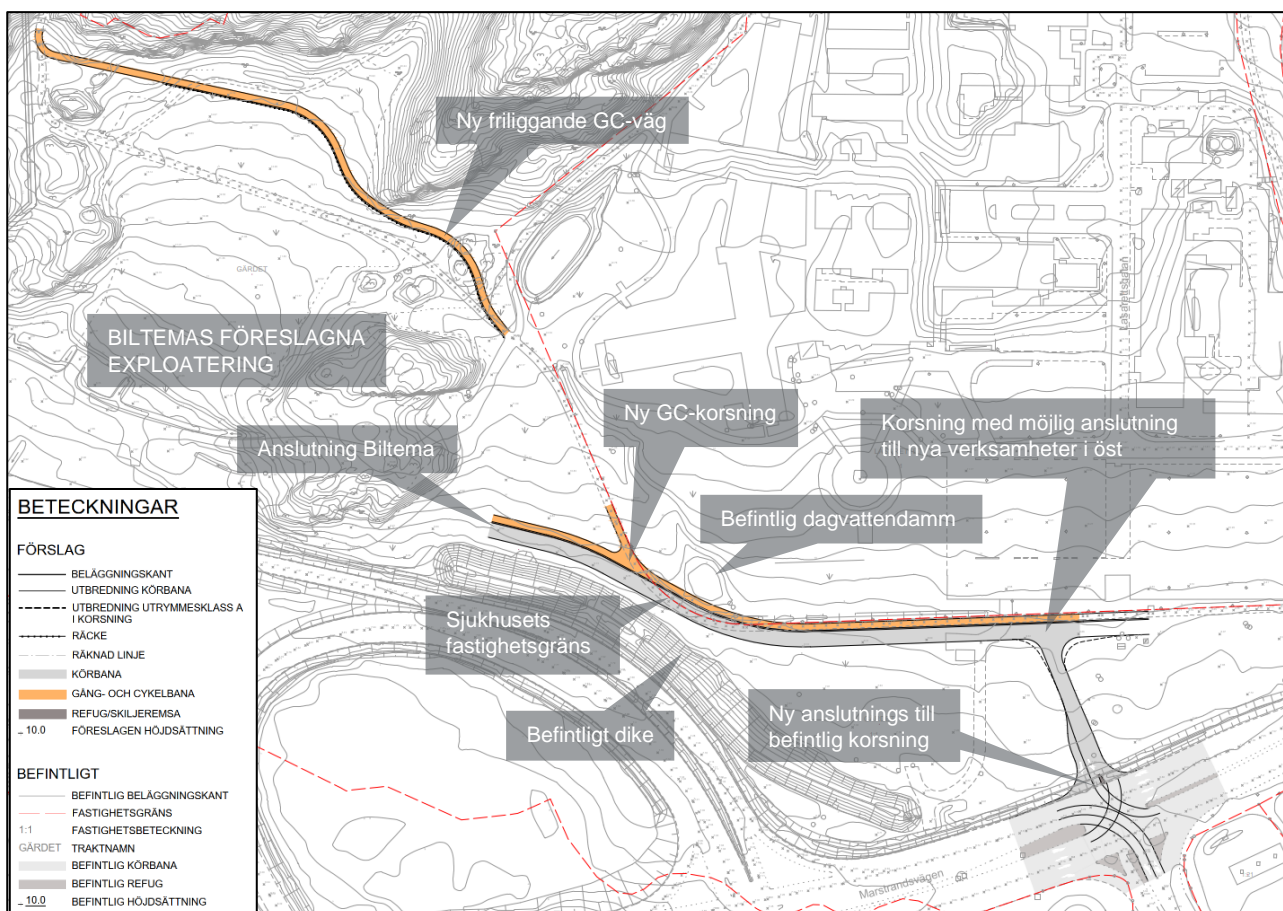 Ny friliggande GC-väg
GÄRDET
BILTEMAS FÖRESLAGNA
EXPLOATERING
Lasarettsgatan
Ny GC-korsning
Korsning med möjlig anslutning
till nya verksamheter i öst
Anslutning Biltema
Befintlig dagvattendamm
Sjukhusets
fastighetsgräns
Befintligt dike
Ny anslutnings till
befintlig korsning
Marstrandsvägen
BETECKNINGAR
FÖRSLAG
BELÄGGNINGSKANT
UTBREDNING KÖRBANA
UTBREDNING UTRYMMESKLASS A
I KORSNING
RÄCKE
RÄKNAD LINJE
KÖRBANA
GÅNG- OCH CYKELBANA
REFUG/SKILJEREMSA
10.0 FÖRESLAGEN HÖJDSÄTTNING
BEFINTLIGT
BEFINTLIG BELÄGGNINGSKANT
FASTIGHETSGRÄNS
1:1 FASTIGHETSBETECKNING
GÄRDET TRAKTNAMN
BEFINTLIG KÖRBANA
BEFINTLIG REFUG
10.0 BEFINTLIG HÖJDSÄTTNING